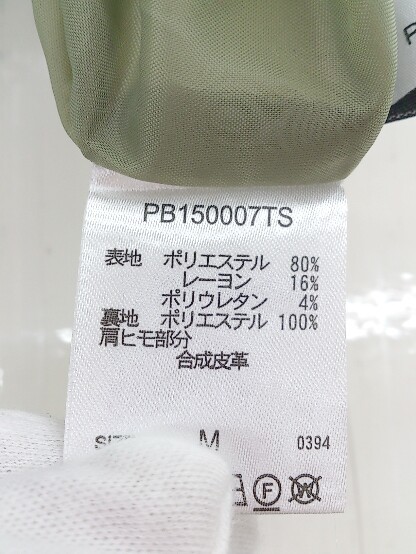 PB150007TS
表地 ポリエステル 80%
レーヨン 16%
ポリウレタン 4%
裏地 ポリエステル 100%
肩ヒモ部分
合成皮革
M 0394
F W